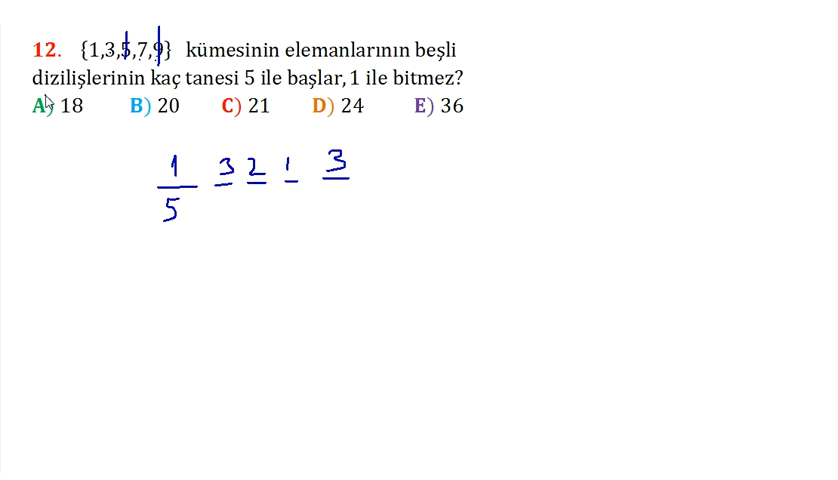 12. {1,3,5,7,9} kümesinin elemanlarının beşli
dizilişlerinin kaç tanesi 5 ile başlar, 1 ile bitmez?
A) 18 B) 20 C) 21 D) 24 E) 36
1 3 2 1 3
5